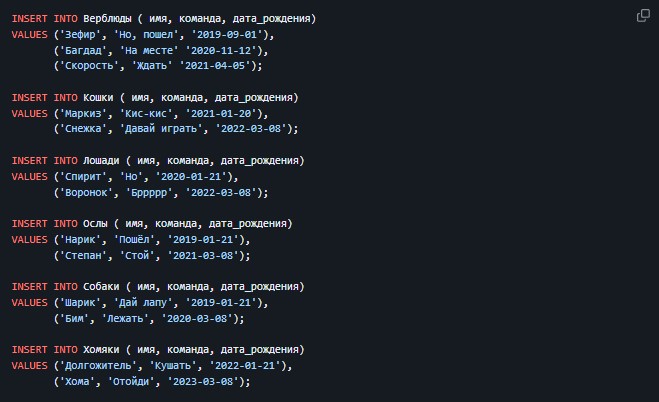 INSERT INTO Верблюды ( имя, команда, дата_рождения)
VALUES ('Зефир', 'Но, пошел', '2019-09-01'),
('Багдад', 'На месте' '2020-11-12'),
('Скорость', 'Ждать' '2021-04-05');
INSERT INTO Кошки ( имя, команда, дата_рождения)
VALUES ('Маркиз', 'Кис-кис', '2021-01-20'),
('Снежка', 'Давай играть', '2022-03-08');
INSERT INTO Лошади ( имя, команда, дата_рождения)
VALUES ('Спирит', 'Но', '2020-01-21'),
('Воронок', 'Бррррр', '2022-03-08');
INSERT INTO Ослы ( имя, команда, дата_рождения)
VALUES ('Нарик', 'Пошёл', '2019-01-21'),
('Степан', 'Стой', '2021-03-08');
INSERT INTO Собаки ( имя, команда, дата_рождения)
VALUES ('Шарик', 'Дай лапу', '2019-01-21'),
('Бим', 'Лежать', '2020-03-08');
INSERT INTO Хомяки ( имя, команда, дата_рождения)
VALUES ('Долгожитель', 'Кушать', '2022-01-21'),
('Хома', 'Отойди', '2023-03-08');